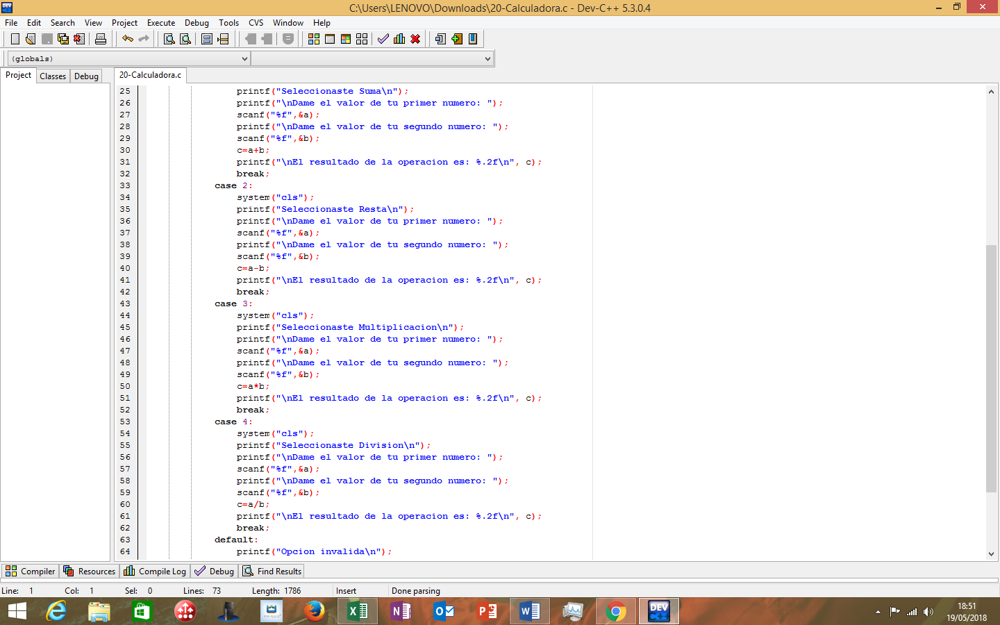 C:\Users\LENOVO\Downloads\20-Calculadora.c - Dev-C++ 5.3.0.4
File Edit Search View Project Execute Debug Tools CVS Window Help
(globals)
Project Classes Debug 20-Calculadora.c
25 printf("Seleccionaste Suma\n");
26 printf("\nDame el valor de tu primer numero: ");
27 scanf("%f",&a);
28 printf("\nDame el valor de tu segundo numero: ");
29 scanf("%f",&b);
30 c=a+b;
31 printf("\nEl resultado de la operacion es: %.2f\n", c);
32 break;
33 case 2:
34 system("cls");
35 printf("Seleccionaste Resta\n");
36 printf("\nDame el valor de tu primer numero: ");
37 scanf("%f",&a);
38 printf("\nDame el valor de tu segundo numero: ");
39 scanf("%f",&b);
40 c=a-b;
41 printf("\nEl resultado de la operacion es: %.2f\n", c);
42 break;
43 case 3:
44 system("cls");
45 printf("Seleccionaste Multiplicacion\n");
46 printf("\nDame el valor de tu primer numero: ");
47 scanf("%f",&a);
48 printf("\nDame el valor de tu segundo numero: ");
49 scanf("%f",&b);
50 c=a*b;
51 printf("\nEl resultado de la operacion es: %.2f\n", c);
52 break;
53 case 4:
54 system("cls");
55 printf("Seleccionaste Division\n");
56 printf("\nDame el valor de tu primer numero: ");
57 scanf("%f",&a);
58 printf("\nDame el valor de tu segundo numero: ");
59 scanf("%f",&b);
60 c=a/b;
61 printf("\nEl resultado de la operacion es: %.2f\n", c);
62 break;
63 default:
64 printf("Opcion invalida\n");
Compiler Resources Compile Log Debug Find Results
Line: 1 Col: 1 Sel: 0 Lines: 73 Length: 1786 Insert Done parsing
DEV C++
18:51
19/05/2018